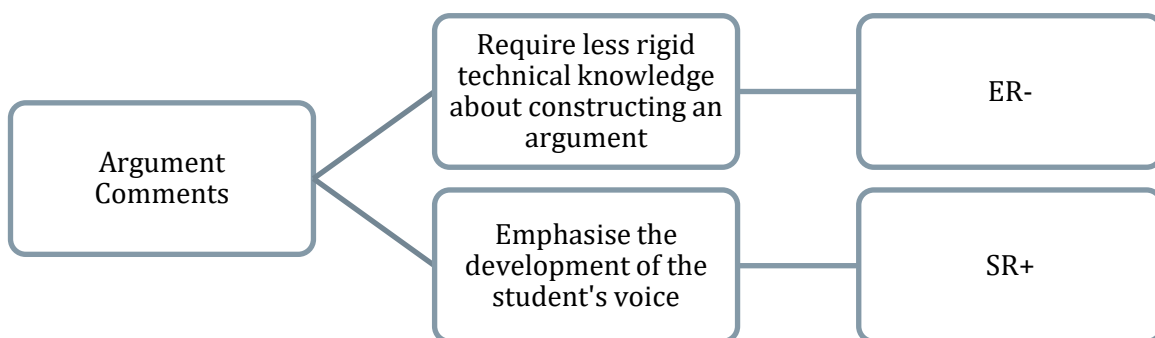 Argument
Comments
Require less rigid
technical knowledge
about constructing an
argument
ER-
Emphasise the
development of the
student's voice
SR+